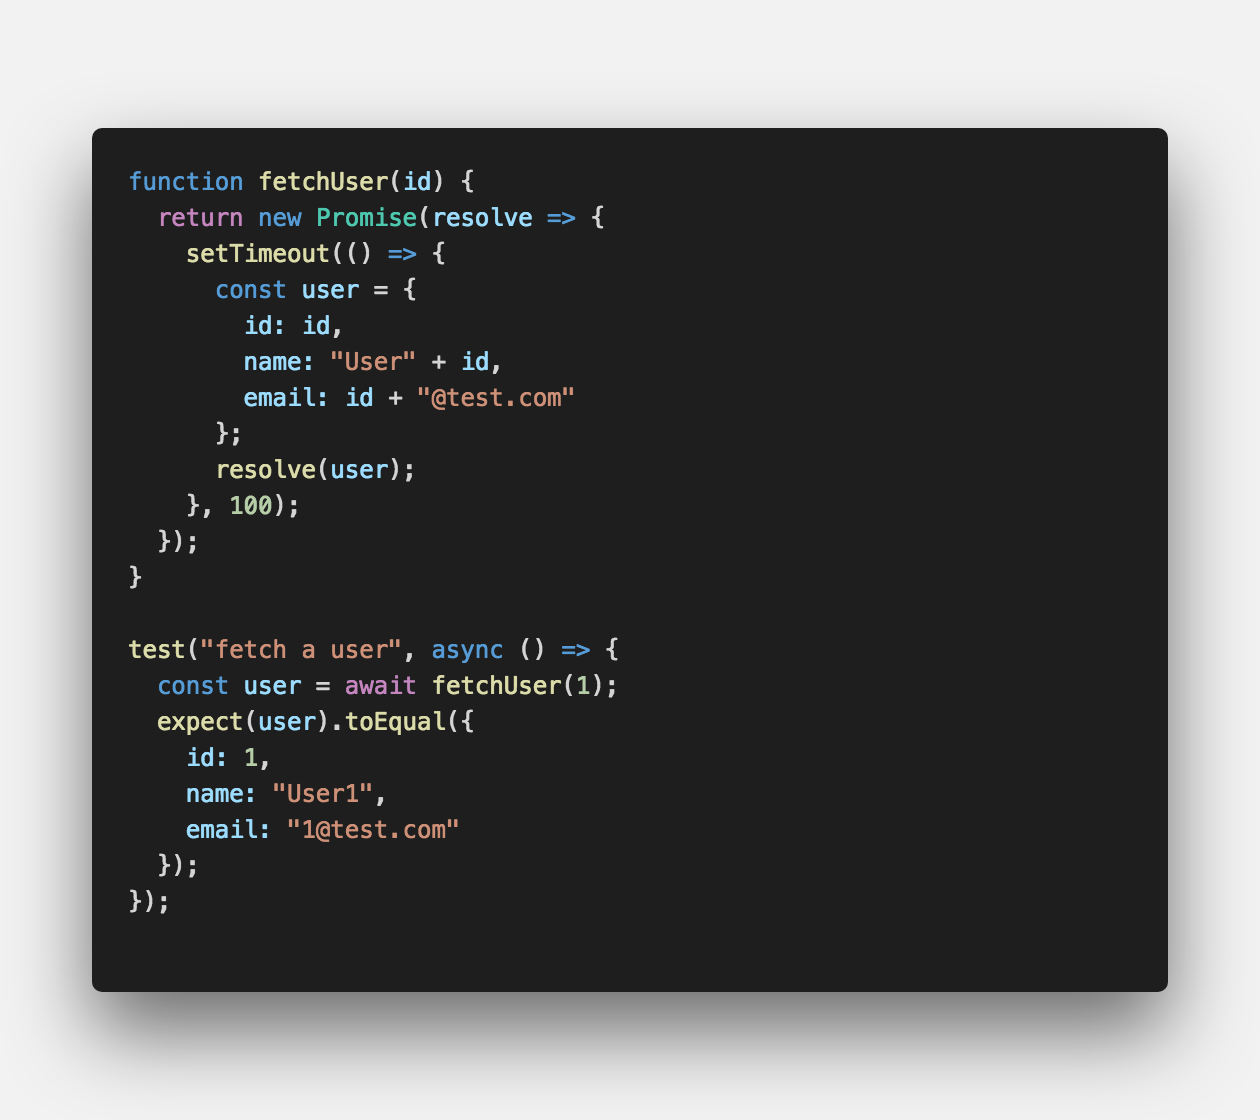 function fetchUser(id) {
  return new Promise(resolve => {
    setTimeout(() => {
      const user = {
        id: id,
        name: "User" + id,
        email: id + "@test.com"
      };
      resolve(user);
    }, 100);
  });
}

test("fetch a user", async () => {
  const user = await fetchUser(1);
  expect(user).toEqual({
    id: 1,
    name: "User1",
    email: "1@test.com"
  });
});